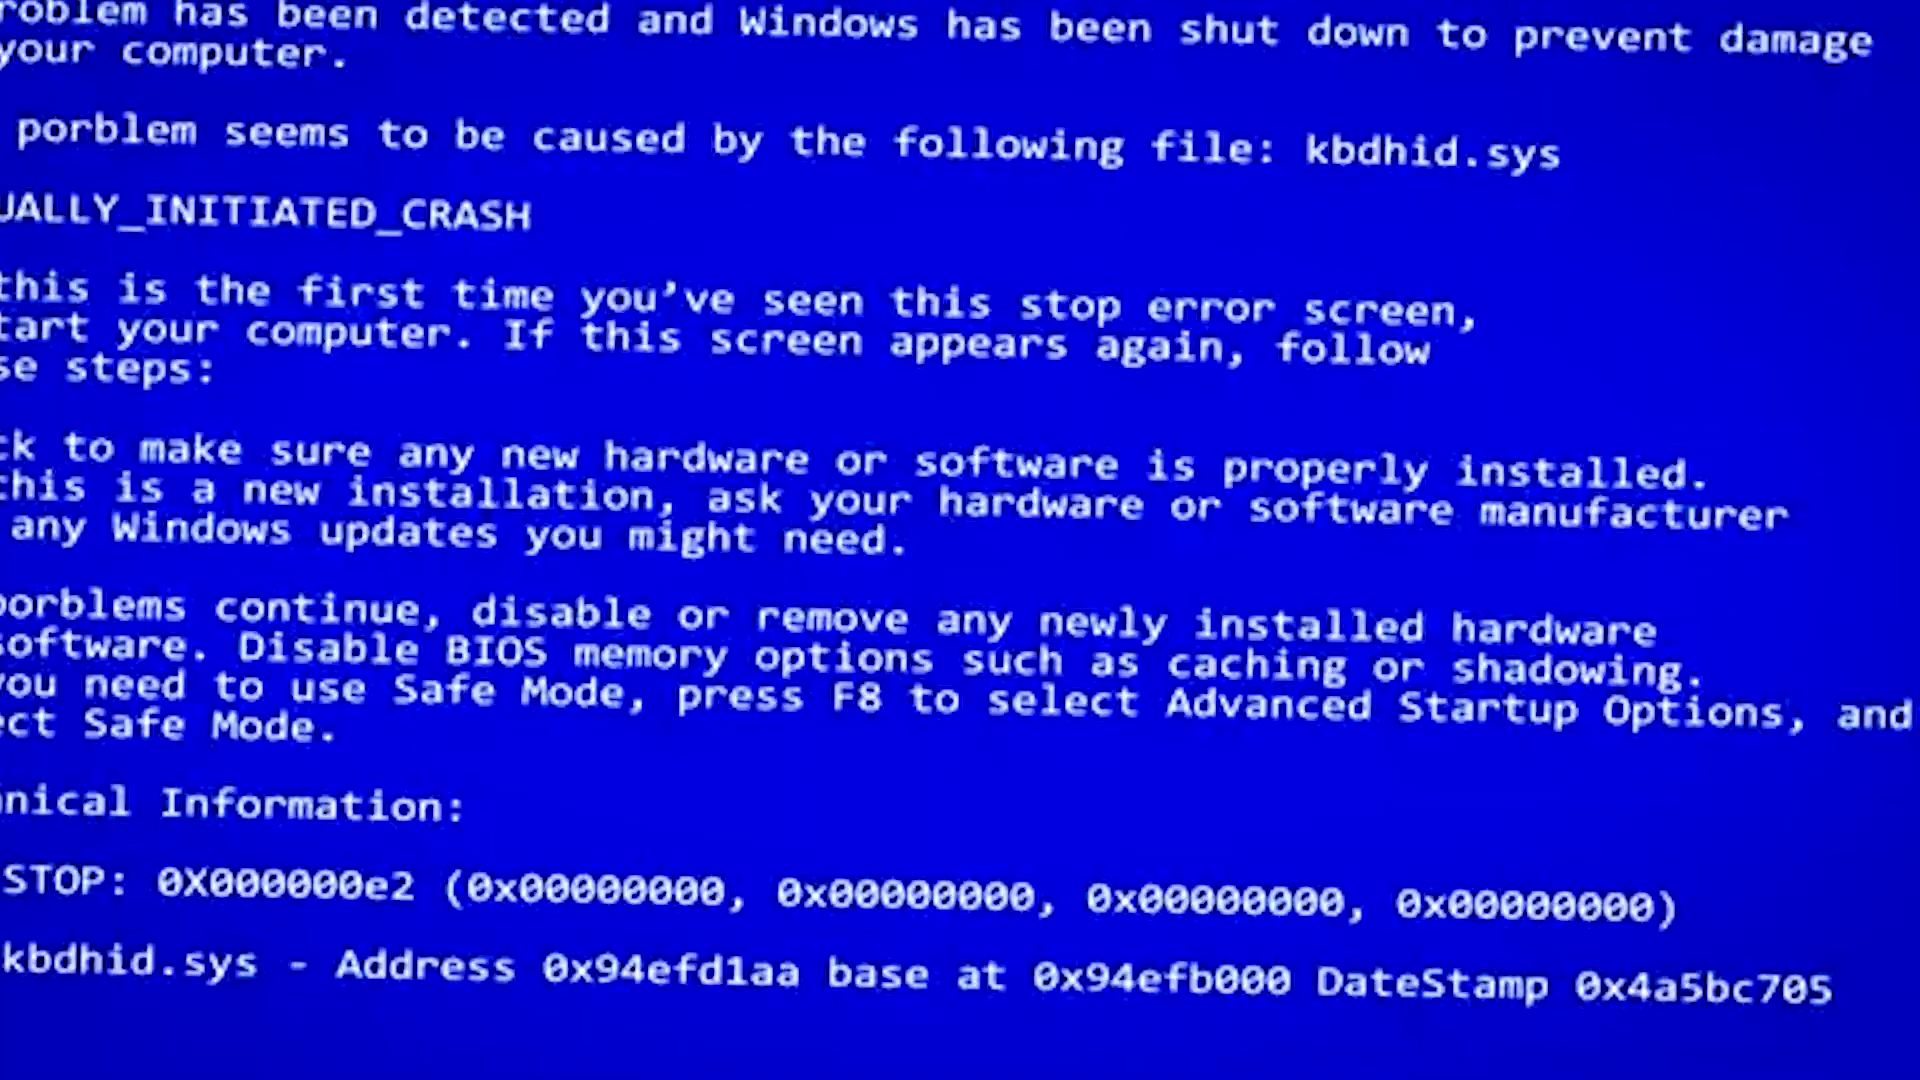 roblem has been detected and Windows has been shut down to prevent damage
your computer.
porblem seems to be caused by the following file: kbdhid.sys
UALLY_INITIATED_CRASH
this is the first time you've seen this stop error screen,
tart your computer. If this screen appears again, follow
se steps:
ck to make sure any new hardware or software is properly installed.
this is a new installation, ask your hardware or software manufacturer
any Windows updates you might need.
porblems continue, disable or remove any newly installed hardware
software. Disable BIOS memory options such as caching or shadowing.
you need to use Safe Mode, press F8 to select Advanced Startup Options, and
ect Safe Mode.
nical Information:
STOP: 0X000000e2 (0x00000000, 0x00000000, 0x00000000, 0x00000000)
kbdhid.sys - Address 0x94efd1aa base at 0x94efb000 DateStamp 0x4a5bc705